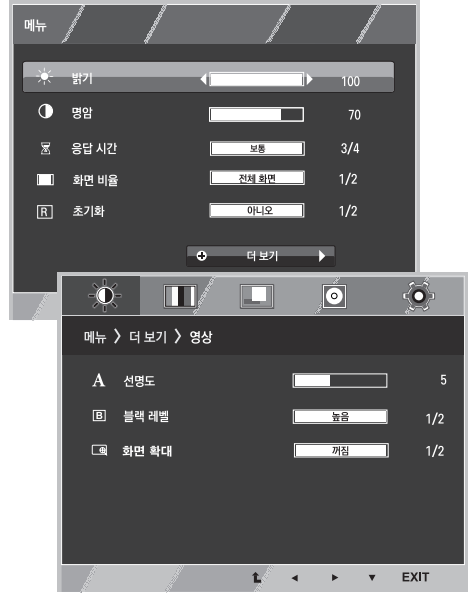 메뉴
밝기 100
명암 70
응답 시간 보통 3/4
화면 비율 전체 화면 1/2
R 초기화 아니오 1/2
더 보기
메뉴 〉 더 보기 〉 영상
A 선명도 5
B 블랙 레벨 높음 1/2
화면 확대 꺼짐 1/2
EXIT